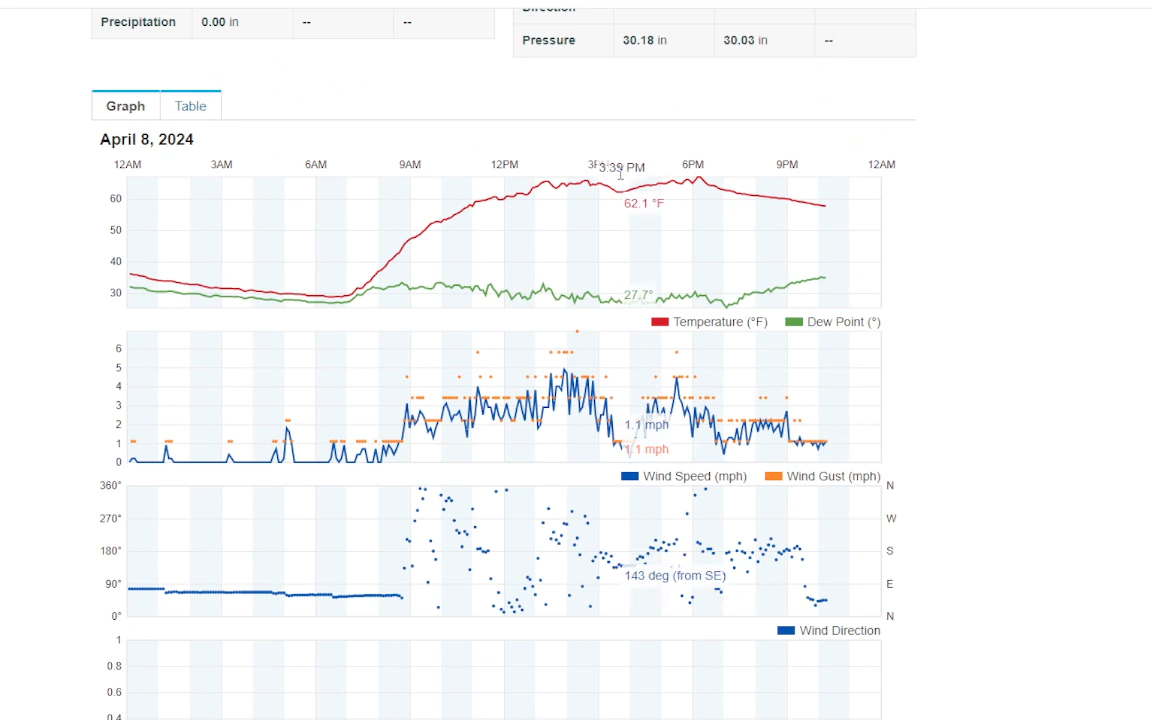 Precipitation 0.00 in -- --
Direction
Pressure 30.18 in 30.03 in --
Graph Table
April 8, 2024
12AM 3AM 6AM 9AM 12PM 3:39 PM 6PM 9PM 12AM
60
62.1 °F
50
40
30
27.7°
Temperature (°F) Dew Point (°)
6
5
4
3
2
1.1 mph
1
1.1 mph
0
Wind Speed (mph) Wind Gust (mph)
360° N
270° W
180° S
143 deg (from SE)
90° E
0° N
Wind Direction
1
0.8
0.6
0.4